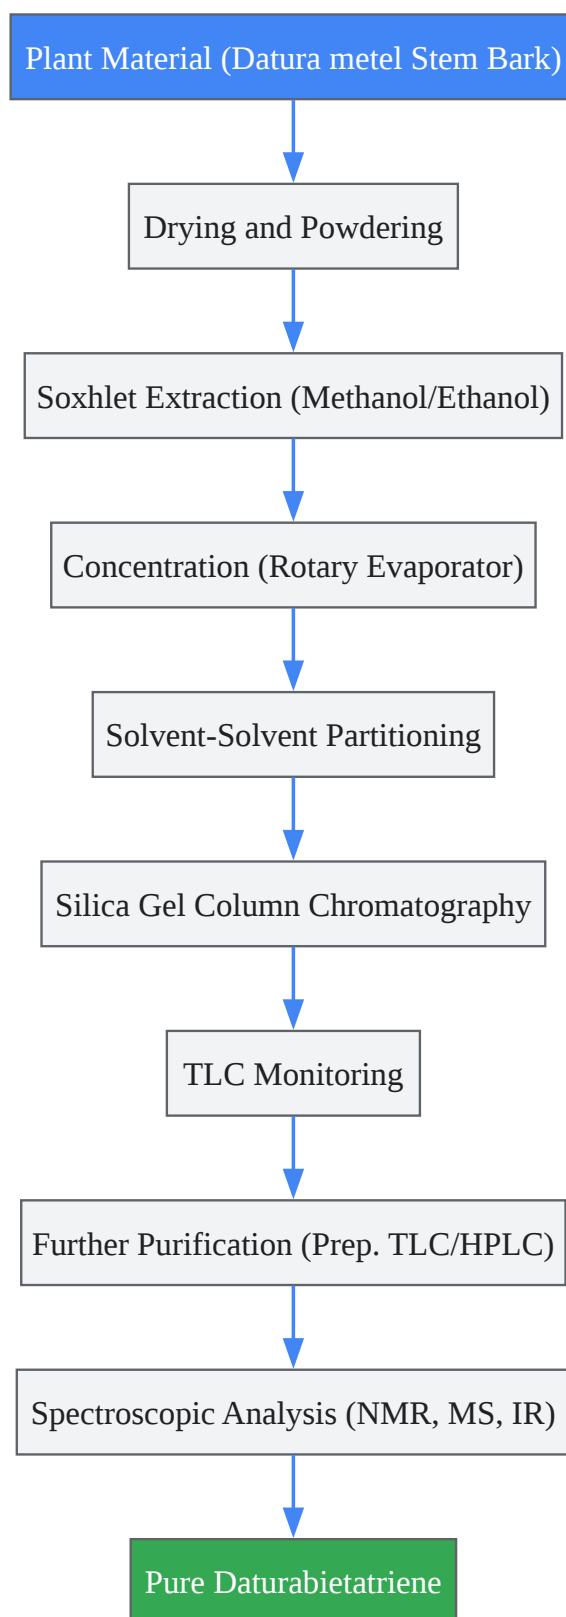 Plant Material (Datura metel Stem Bark)
Drying and Powdering
Soxhlet Extraction (Methanol/Ethanol)
Concentration (Rotary Evaporator)
Solvent-Solvent Partitioning
Silica Gel Column Chromatography
TLC Monitoring
Further Purification (Prep. TLC/HPLC)
Spectroscopic Analysis (NMR, MS, IR)
Pure Daturabietatriene